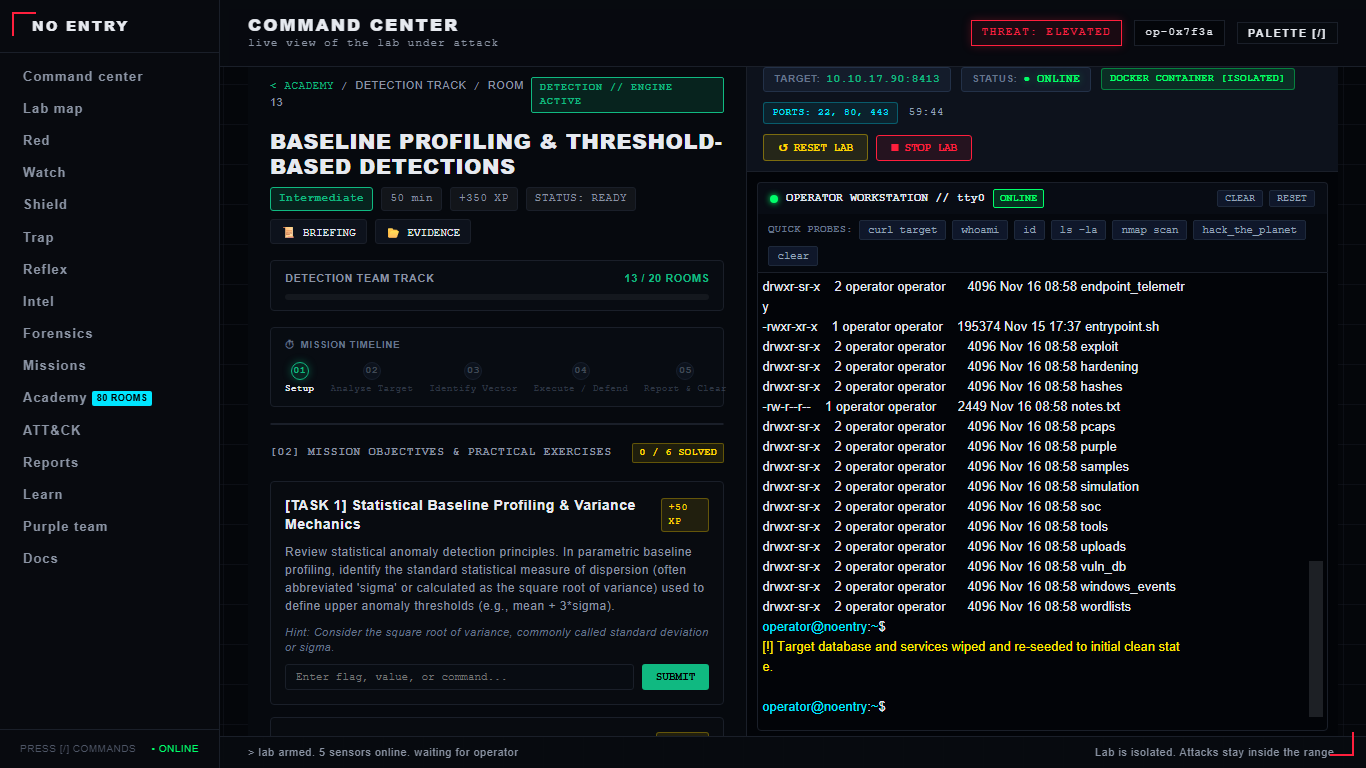 NO ENTRY
Command center
Lab map
Red
Watch
Shield
Trap
Reflex
Intel
Forensics
Missions
Academy 80 ROOMS
ATT&CK
Reports
Learn
Purple team
Docs
PRESS [/] COMMANDS • ONLINE
COMMAND CENTER
live view of the lab under attack
THREAT: ELEVATED
op-0x7f3a
PALETTE [/]
< ACADEMY / DETECTION TRACK / ROOM
13
DETECTION // ENGINE
ACTIVE
BASELINE PROFILING & THRESHOLD-
BASED DETECTIONS
Intermediate 50 min +350 XP STATUS: READY
📜 BRIEFING 📂 EVIDENCE
DETECTION TEAM TRACK 13 / 20 ROOMS
⏱ MISSION TIMELINE
01 02 03 04 05
Setup Analyse Target Identify Vector Execute / Defend Report & Clear
[02] MISSION OBJECTIVES & PRACTICAL EXERCISES 0 / 6 SOLVED
[TASK 1] Statistical Baseline Profiling & Variance
Mechanics
+50
XP
Review statistical anomaly detection principles. In parametric baseline
profiling, identify the standard statistical measure of dispersion (often
abbreviated 'sigma' or calculated as the square root of variance) used to
define upper anomaly thresholds (e.g., mean + 3*sigma).
Hint: Consider the square root of variance, commonly called standard deviation
or sigma.
Enter flag, value, or command... SUBMIT
TARGET: 10.10.17.90:8413 STATUS: ● ONLINE DOCKER CONTAINER [ISOLATED]
PORTS: 22, 80, 443 59:44
↺ RESET LAB ■ STOP LAB
OPERATOR WORKSTATION // tty0 ONLINE CLEAR RESET
QUICK PROBES: curl target whoami id ls -la nmap scan hack_the_planet
clear
drwxr-sr-x 2 operator operator 4096 Nov 16 08:58 endpoint_telemetr
y
-rwxr-xr-x 1 operator operator 195374 Nov 15 17:37 entrypoint.sh
drwxr-sr-x 2 operator operator 4096 Nov 16 08:58 exploit
drwxr-sr-x 2 operator operator 4096 Nov 16 08:58 hardening
drwxr-sr-x 2 operator operator 4096 Nov 16 08:58 hashes
-rw-r--r-- 1 operator operator 2449 Nov 16 08:58 notes.txt
drwxr-sr-x 2 operator operator 4096 Nov 16 08:58 pcaps
drwxr-sr-x 2 operator operator 4096 Nov 16 08:58 purple
drwxr-sr-x 2 operator operator 4096 Nov 16 08:58 samples
drwxr-sr-x 2 operator operator 4096 Nov 16 08:58 simulation
drwxr-sr-x 2 operator operator 4096 Nov 16 08:58 soc
drwxr-sr-x 2 operator operator 4096 Nov 16 08:58 tools
drwxr-sr-x 2 operator operator 4096 Nov 16 08:58 uploads
drwxr-sr-x 2 operator operator 4096 Nov 16 08:58 vuln_db
drwxr-sr-x 2 operator operator 4096 Nov 16 08:58 windows_events
drwxr-sr-x 2 operator operator 4096 Nov 16 08:58 wordlists
operator@noentry:~$
[!] Target database and services wiped and re-seeded to initial clean stat
e.
operator@noentry:~$
> lab armed. 5 sensors online. waiting for operator
Lab is isolated. Attacks stay inside the range.